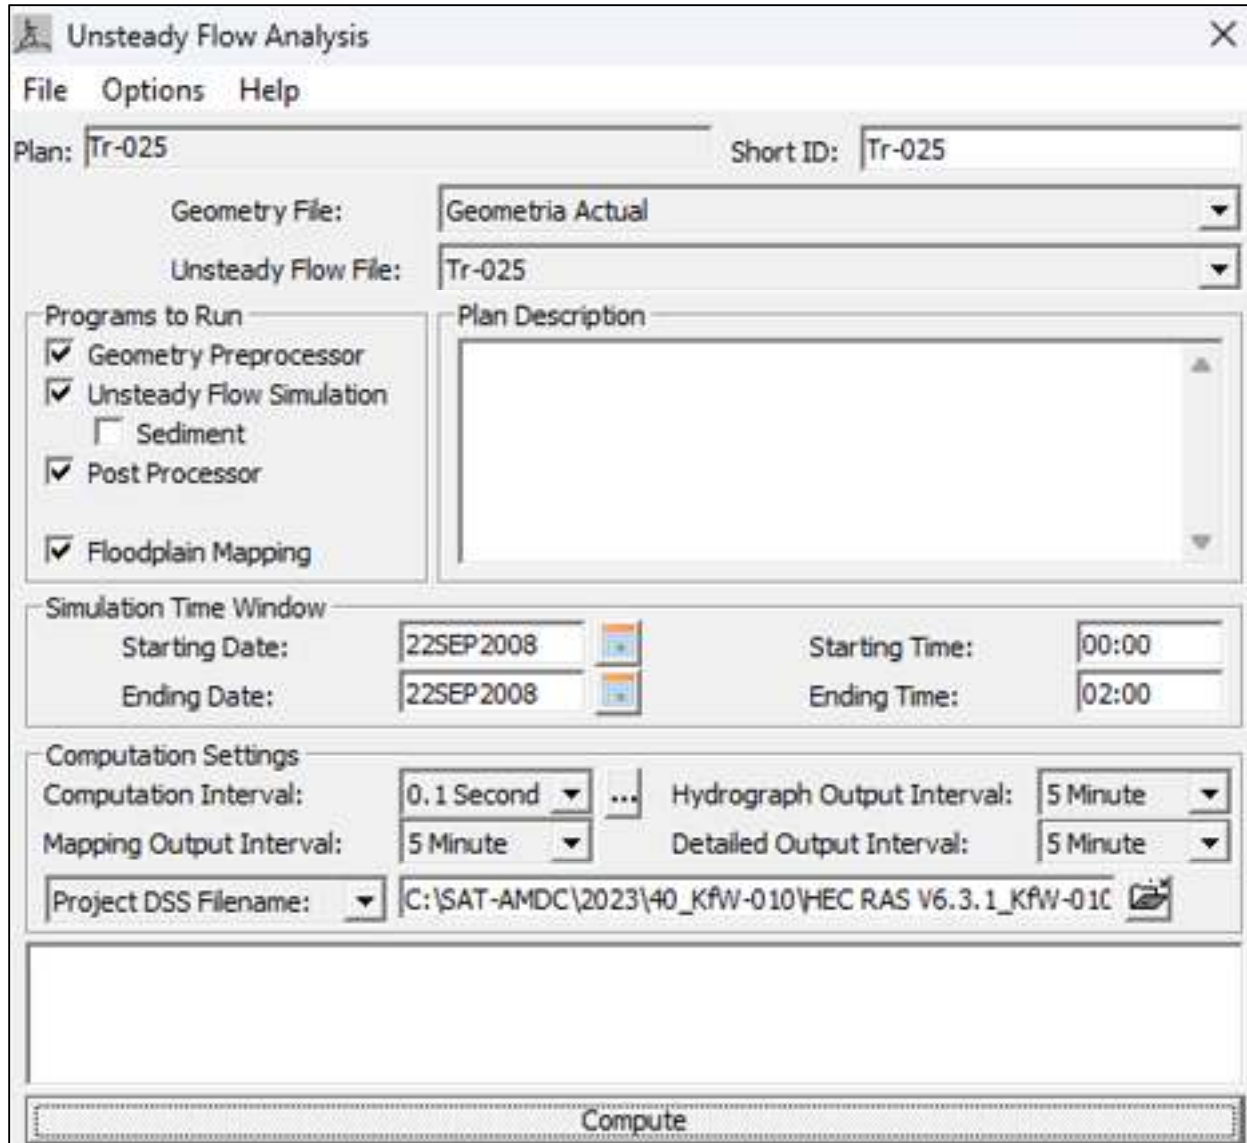 Unsteady Flow Analysis
File Options Help
Plan: Tr-025 Short ID: Tr-025
Geometry File: Geometria Actual
Unsteady Flow File: Tr-025
Programs to Run
Geometry Preprocessor
Unsteady Flow Simulation
Sediment
Post Processor
Floodplain Mapping
Plan Description
Simulation Time Window
Starting Date: 22SEP2008 Starting Time: 00:00
Ending Date: 22SEP2008 Ending Time: 02:00
Computation Settings
Computation Interval: 0.1 Second ... Hydrograph Output Interval: 5 Minute
Mapping Output Interval: 5 Minute Detailed Output Interval: 5 Minute
Project DSS Filename: C:\SAT-AMDC\2023\40_KfW-010\HEC RAS V6.3.1_KfW-010
Compute